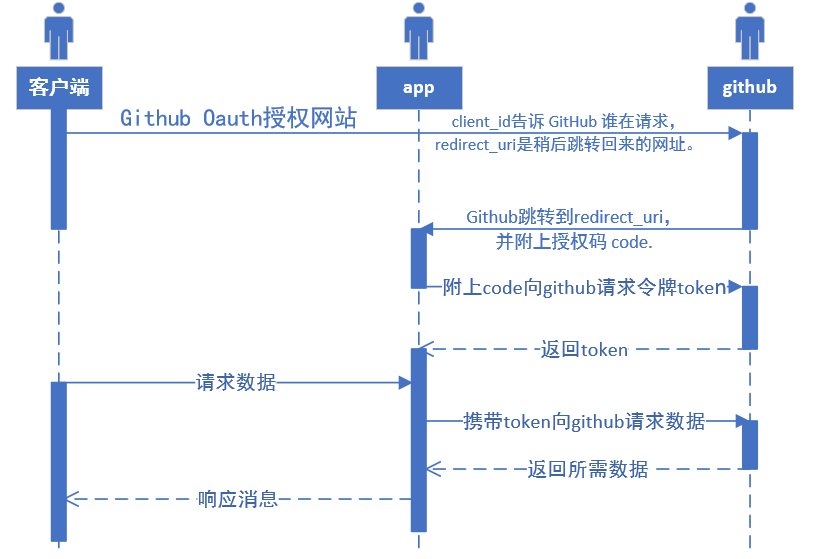 客户端
app
github
Github Oauth授权网站
client_id告诉 GitHub 谁在请求，
redirect_uri是稍后跳转回来的网址。
Github跳转到redirect_uri，
并附上授权码 code.
附上code向github请求令牌token
返回token
请求数据
携带token向github请求数据
返回所需数据
响应消息